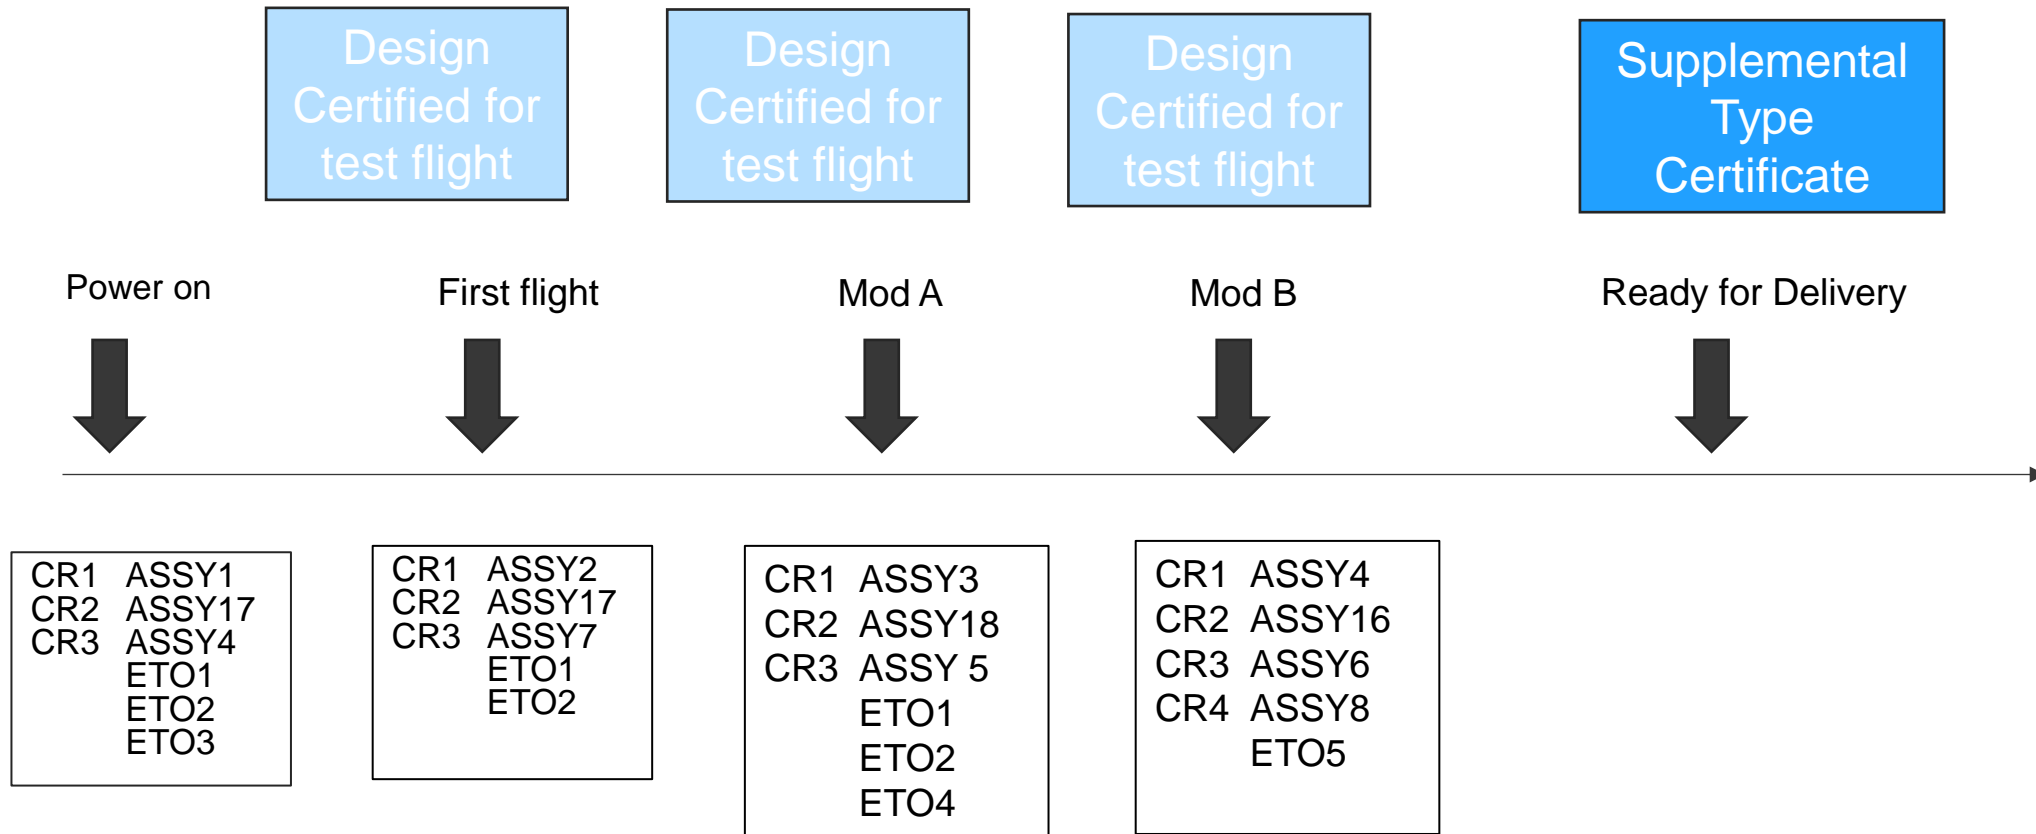 Design
Certified for
test flight
Design
Certified for
test flight
Design
Certified for
test flight
Supplemental
Type
Certificate
Power on
First flight
Mod A
Mod B
Ready for Delivery
CR1 ASSY1
CR2 ASSY17
CR3 ASSY4
ETO1
ETO2
ETO3
CR1 ASSY2
CR2 ASSY17
CR3 ASSY7
ETO1
ETO2
CR1 ASSY3
CR2 ASSY18
CR3 ASSY 5
ETO1
ETO2
ETO4
CR1 ASSY4
CR2 ASSY16
CR3 ASSY6
CR4 ASSY8
ETO5